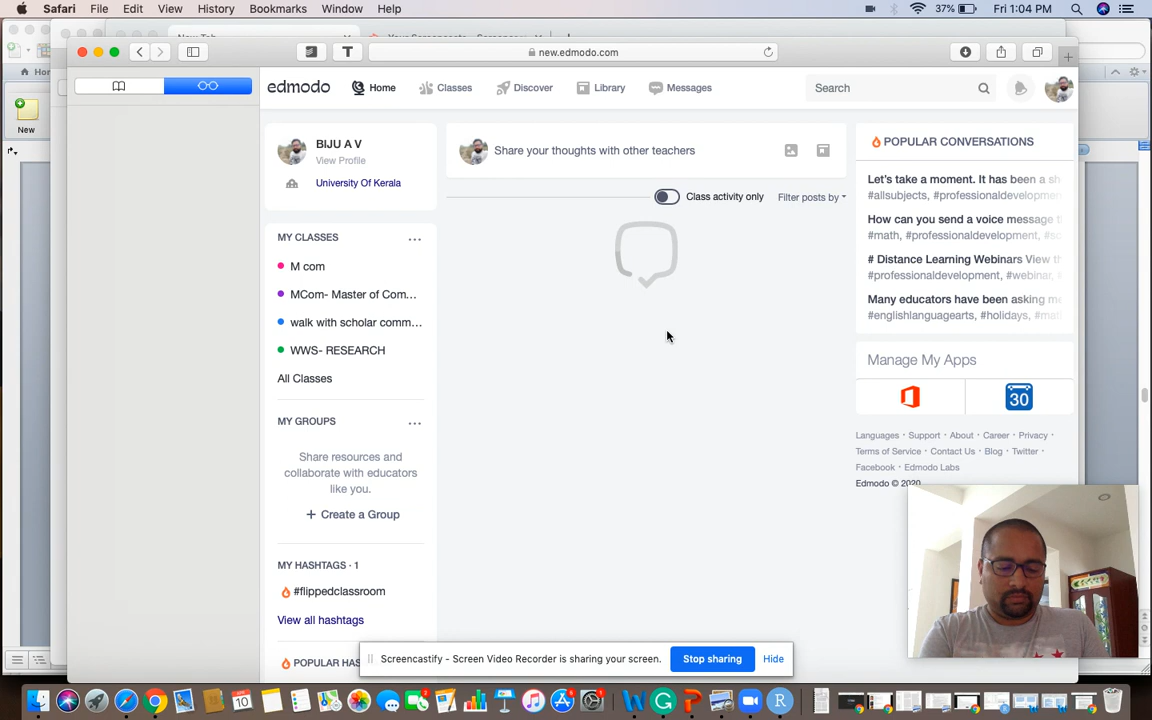 Safari File Edit View History Bookmarks Window Help
37% Fri 1:04 PM
new.edmodo.com
New
edmodo Home Classes Discover Library Messages
Search
BIJU A V
View Profile
University Of Kerala
Share your thoughts with other teachers
Class activity only Filter posts by
MY CLASSES
M com
MCom- Master of Com...
walk with scholar comm...
WWS- RESEARCH
All Classes
MY GROUPS
Share resources and
collaborate with educators
like you.
+ Create a Group
MY HASHTAGS · 1
#flippedclassroom
View all hashtags
POPULAR HAS
POPULAR CONVERSATIONS
Let's take a moment. It has been a sh
#allsubjects, #professionaldevelopmen
How can you send a voice message
#math, #professionaldevelopment, #sc
# Distance Learning Webinars View th
#professionaldevelopment, #webinar,
Many educators have been asking me
#englishlanguagearts, #holidays, #mat
Manage My Apps
30
Languages · Support · About · Career · Privacy ·
Terms of Service · Contact Us · Blog · Twitter ·
Facebook · Edmodo Labs
Edmodo © 2020
Screencastify - Screen Video Recorder is sharing your screen. Stop sharing Hide